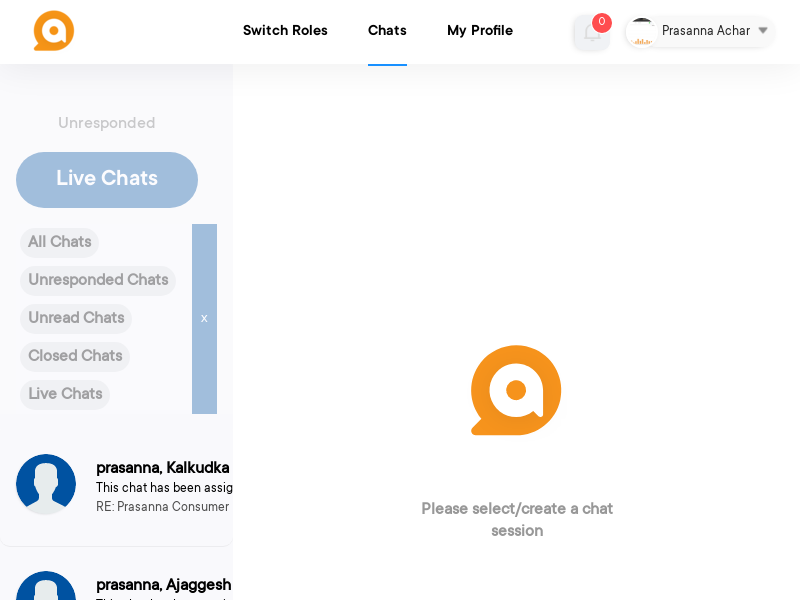 Switch Roles
Chats
My Profile
0
Prasanna Achar
Unresponded
Live Chats
All Chats
Unresponded Chats
Unread Chats
x
Closed Chats
Live Chats
prasanna, Kalkudka
This chat has been assig
RE: Prasanna Consumer
Please select/create a chat
session
prasanna, Ajaggesh